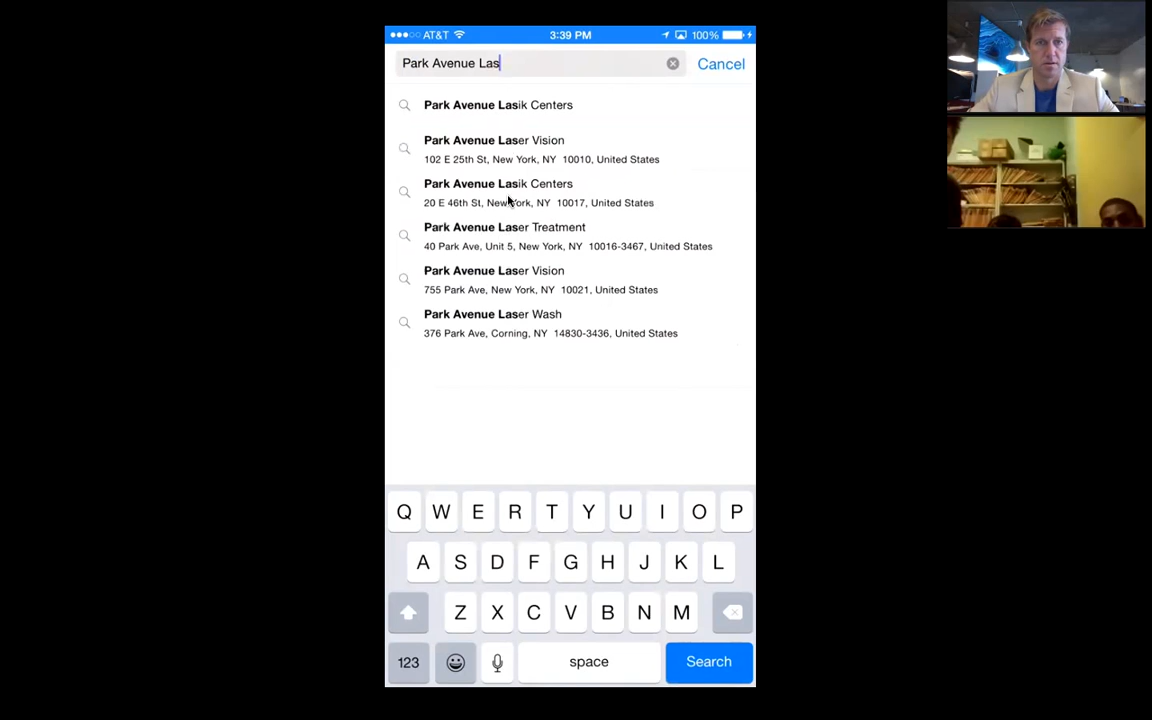 AT&T 3:39 PM 100%
Park Avenue Las Cancel
Park Avenue Lasik Centers
Park Avenue Laser Vision
102 E 25th St, New York, NY 10010, United States
Park Avenue Lasik Centers
20 E 46th St, New York, NY 10017, United States
Park Avenue Laser Treatment
40 Park Ave, Unit 5, New York, NY 10016-3467, United States
Park Avenue Laser Vision
755 Park Ave, New York, NY 10021, United States
Park Avenue Laser Wash
376 Park Ave, Corning, NY 14830-3436, United States
Q W E R T Y U I O P
A S D F G H J K L
Z X C V B N M
123 space Search